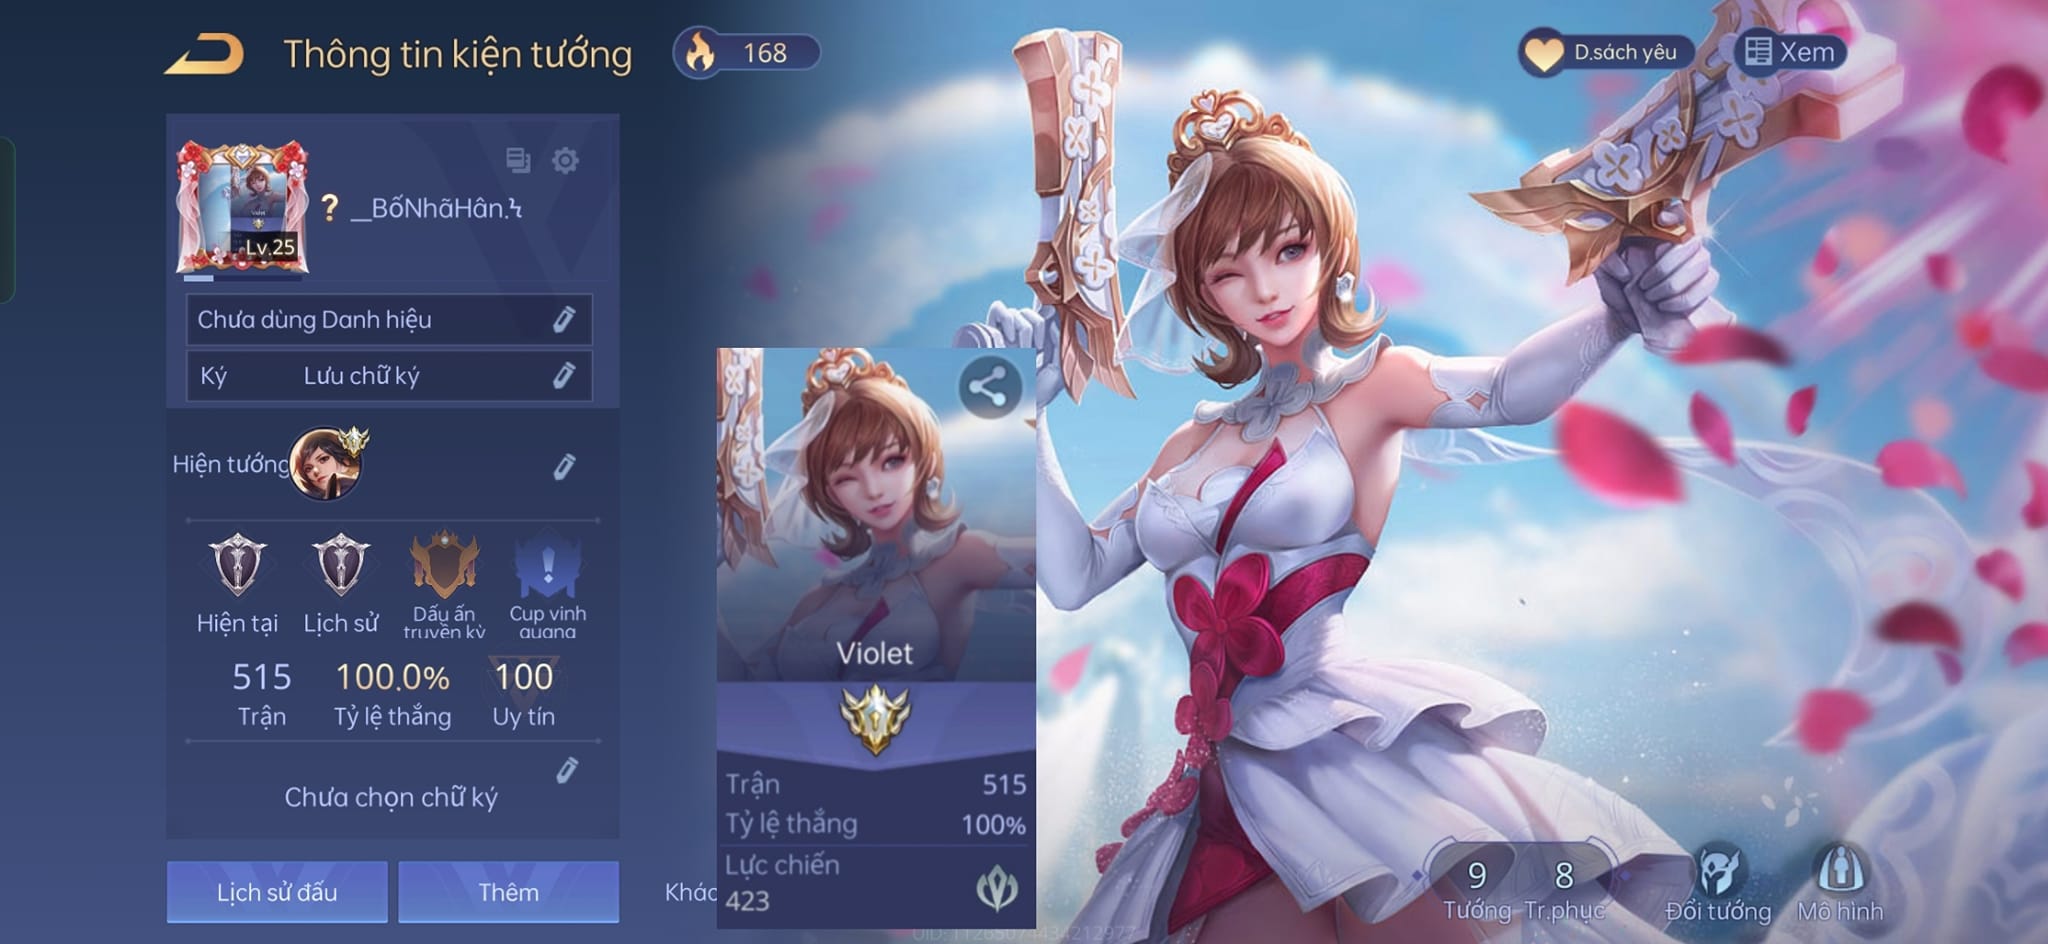 Thông tin kiện tướng
168
D.sách yêu
Xem
Lv.25
? __BốNhãHân.ϟ
Chưa dùng Danh hiệu
Ký
Lưu chữ ký
Hiện tướng
Hiện tại
Lịch sử
Dấu ấn
truyền kỳ
Cup vinh
quang
515
Trận
100.0%
Tỷ lệ thắng
100
Uy tín
Chưa chọn chữ ký
Lịch sử đấu
Thêm
Khác
Violet
Trận 515
Tỷ lệ thắng 100%
Lực chiến
423
9
Tướng
8
Tr.phục
Đổi tướng
Mô hình